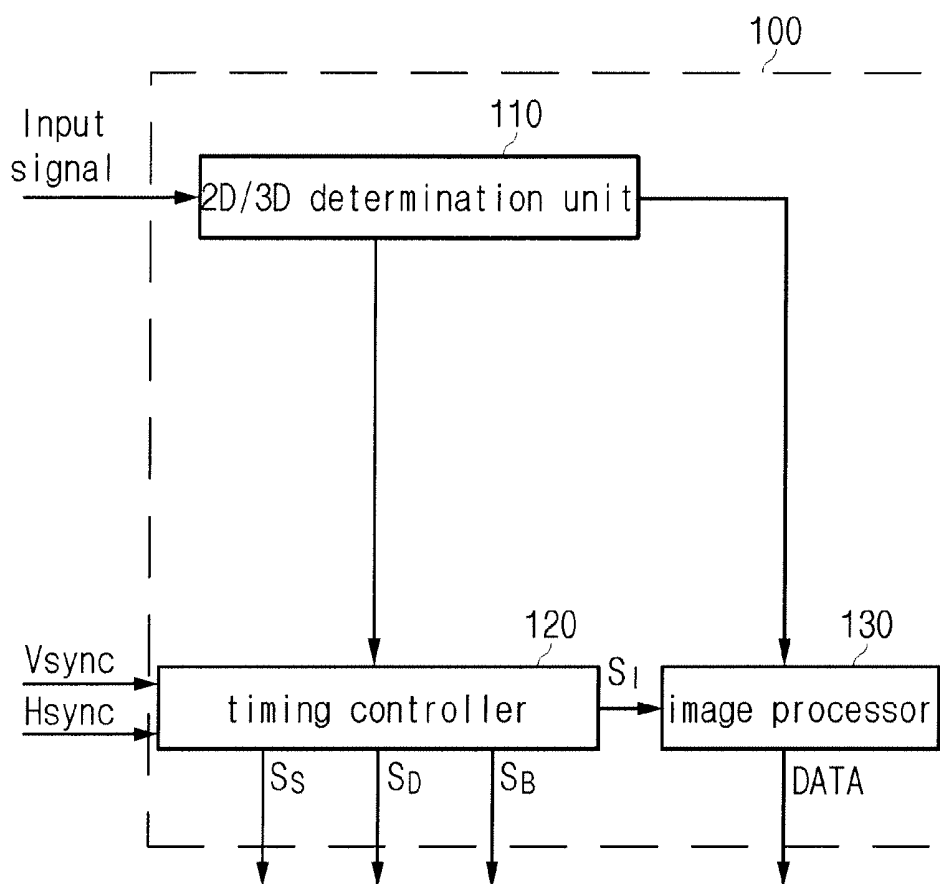 100
110
Input
signal
2D/3D determination unit
120
130
Vsync
Hsync
timing controller
SI
image processor
SS
SD
SB
DATA